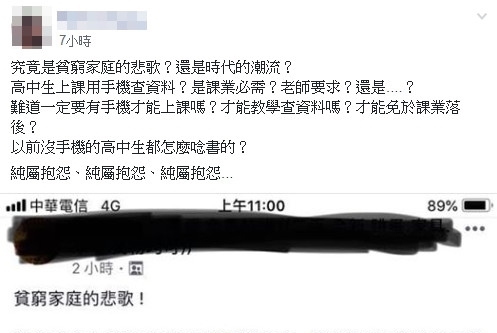 7小時
究竟是貧窮家庭的悲歌？還是時代的潮流？
高中生上課用手機查資料？是課業必需？老師要求？還是....？
難道一定要有手機才能上課嗎？才能教學查資料嗎？才能免於課業落
後？
以前沒手機的高中生都怎麼唸書的？
純屬抱怨、純屬抱怨、純屬抱怨...
中華電信 4G 上午11:00 89%
2 小時 ·
貧窮家庭的悲歌！